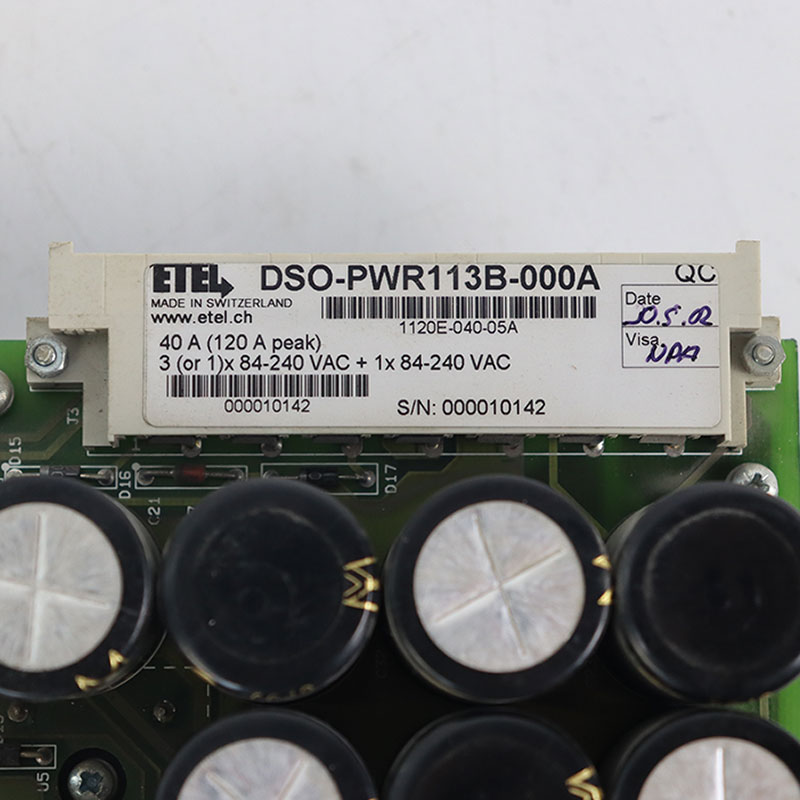 ETEL DSO-PWR113B-000A QC
MADE IN SWITZERLAND
www.etel.ch
1120E-040-05A
Date
Visa
40 A (120 A peak)
3 (or 1)x 84-240 VAC + 1x 84-240 VAC
000010142 S/N: 000010142
J3
D15
D16
C21
D17
U5